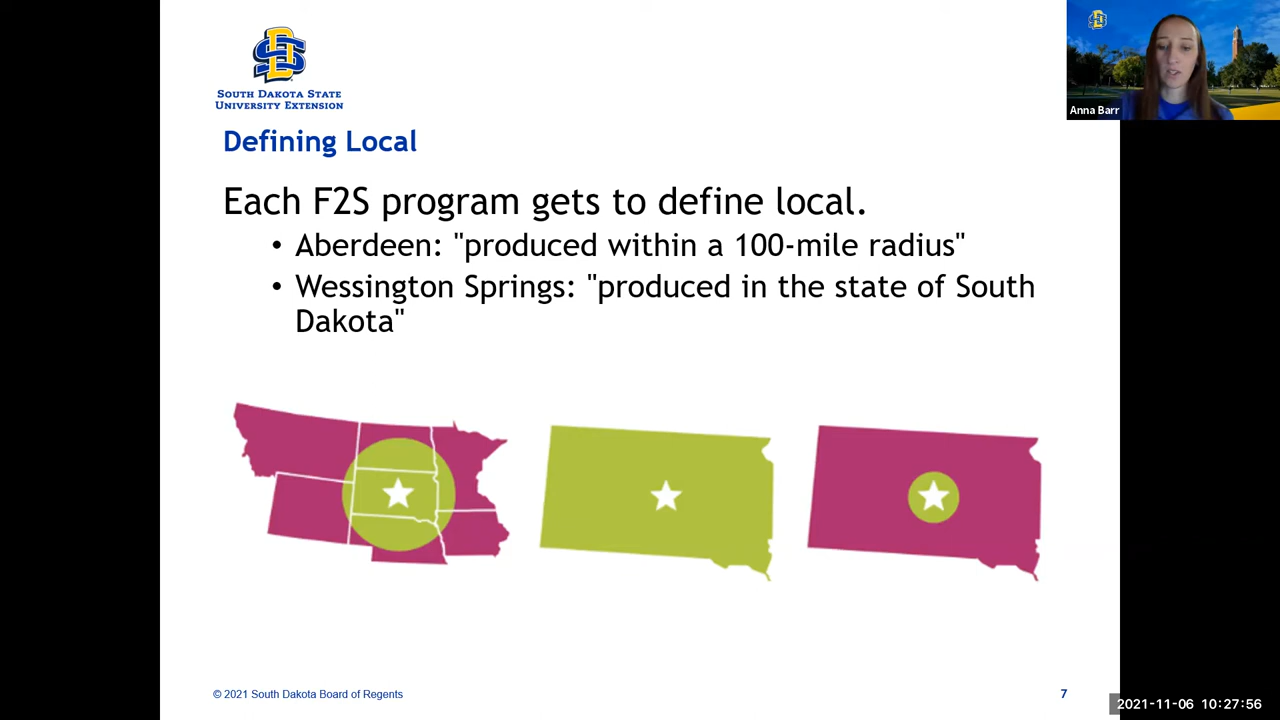 SOUTH DAKOTA STATE
UNIVERSITY EXTENSION
Defining Local
Each F2S program gets to define local.
• Aberdeen: "produced within a 100-mile radius"
• Wessington Springs: "produced in the state of South
Dakota"
© 2021 South Dakota Board of Regents
7
Anna Barr
2021-11-06 10:27:56